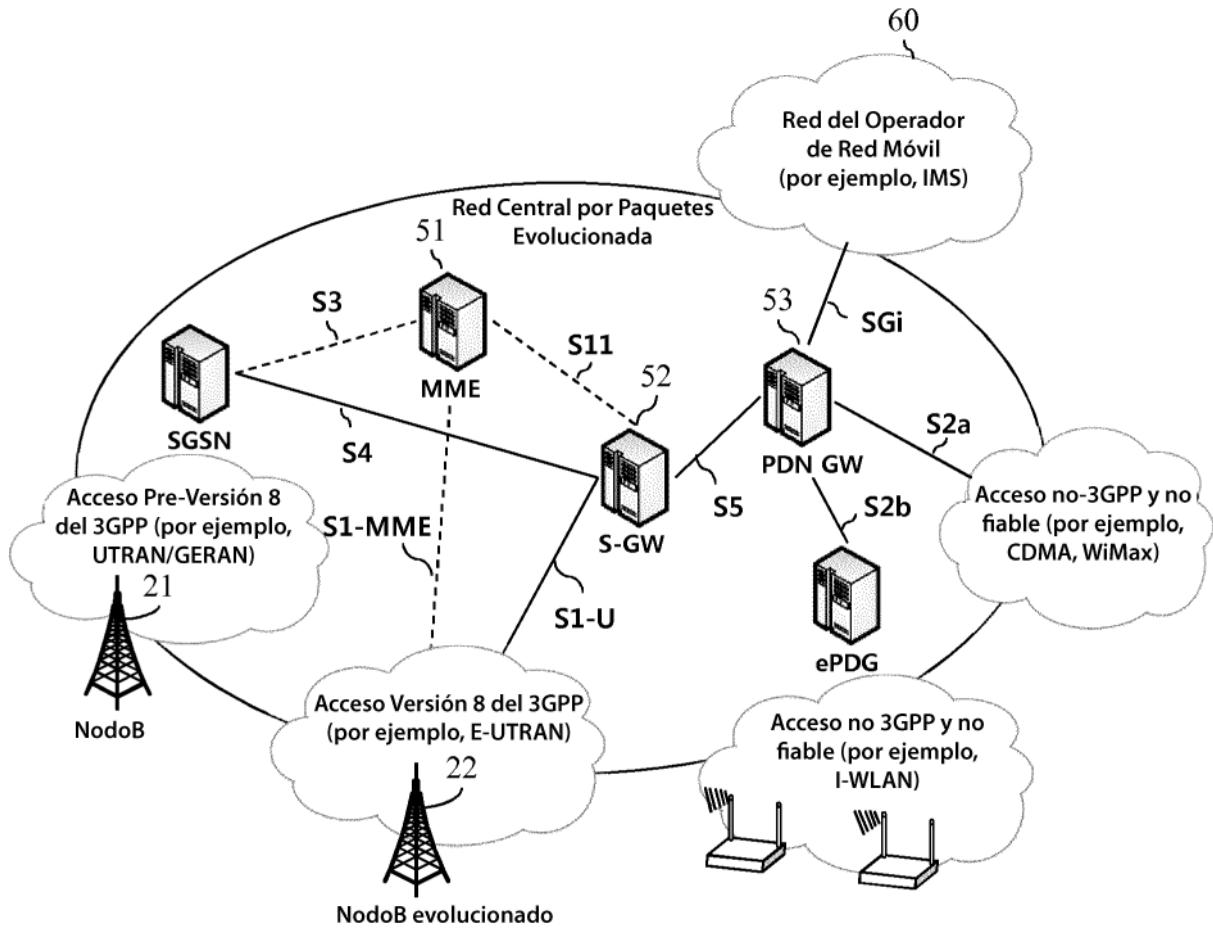 60
Red del Operador
de Red Móvil
(por ejemplo, IMS)
Red Central por Paquetes
Evolucionada
51
53
S3
SGi
MME
S11
52
SGSN
S4
S2a
PDN GW
S5
S2b
S-GW
Acceso Pre-Versión 8
del 3GPP (por ejemplo,
UTRAN/GERAN)
S1-MME
Acceso no-3GPP y no
fiable (por ejemplo,
CDMA, WiMax)
21
S1-U
ePDG
NodoB
Acceso Versión 8 del 3GPP
(por ejemplo, E-UTRAN)
22
Acceso no 3GPP y no
fiable (por ejemplo,
I-WLAN)
NodoB evolucionado